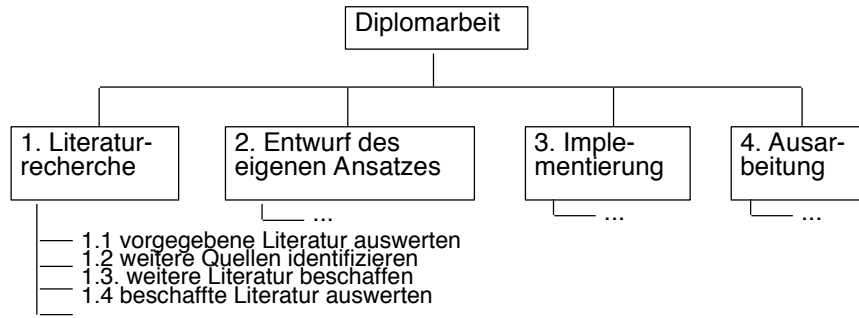 Diplomarbeit
1. Literatur-
recherche
2. Entwurf des
eigenen Ansatzes
3. Imple-
mentierung
4. Ausar-
beitung
...
...
...
1.1 vorgegebene Literatur auswerten
1.2 weitere Quellen identifizieren
1.3. weitere Literatur beschaffen
1.4 beschaffte Literatur auswerten